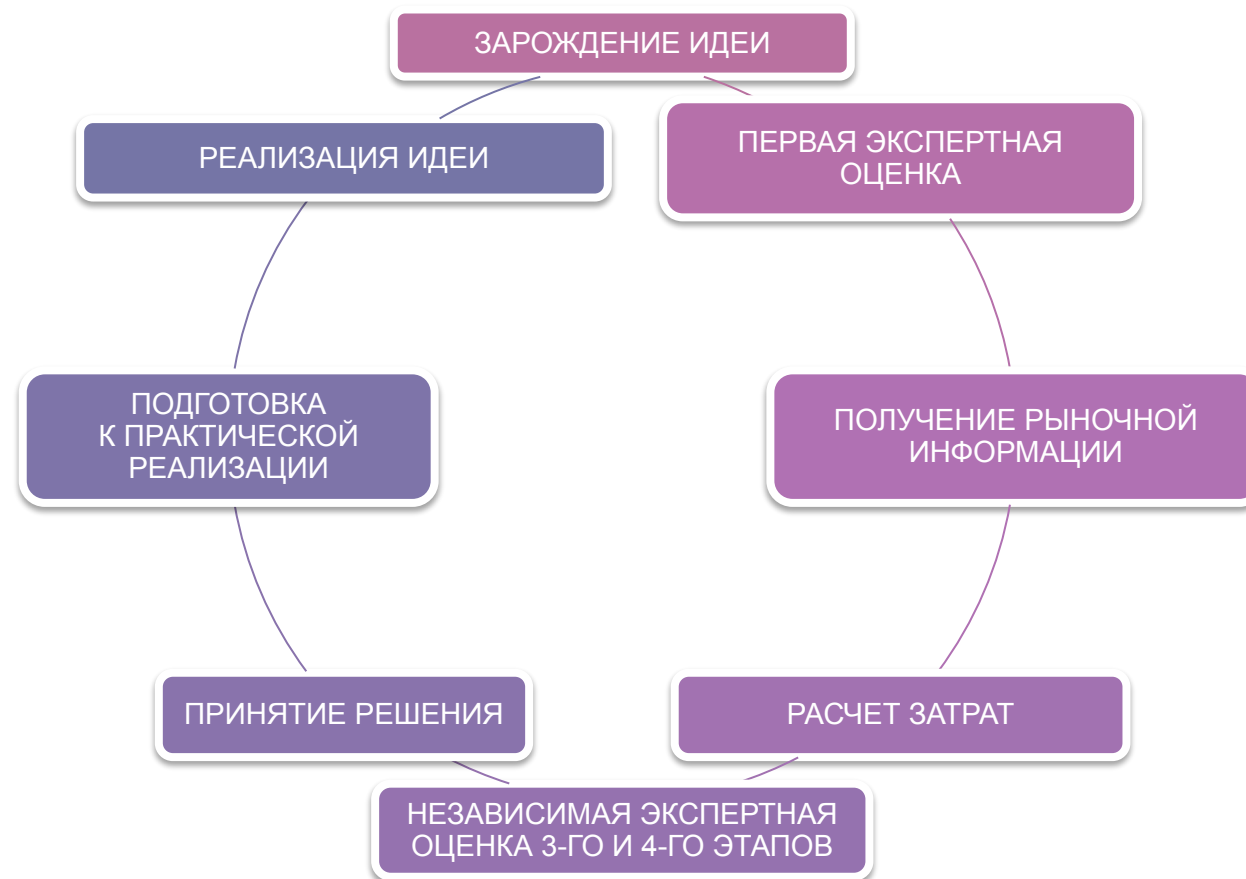 ЗАРОЖДЕНИЕ ИДЕИ
ПЕРВАЯ ЭКСПЕРТНАЯ
ОЦЕНКА
ПОЛУЧЕНИЕ РЫНОЧНОЙ
ИНФОРМАЦИИ
РАСЧЕТ ЗАТРАТ
НЕЗАВИСИМАЯ ЭКСПЕРТНАЯ
ОЦЕНКА 3-ГО И 4-ГО ЭТАПОВ
ПРИНЯТИЕ РЕШЕНИЯ
ПОДГОТОВКА
К ПРАКТИЧЕСКОЙ
РЕАЛИЗАЦИИ
РЕАЛИЗАЦИЯ ИДЕИ